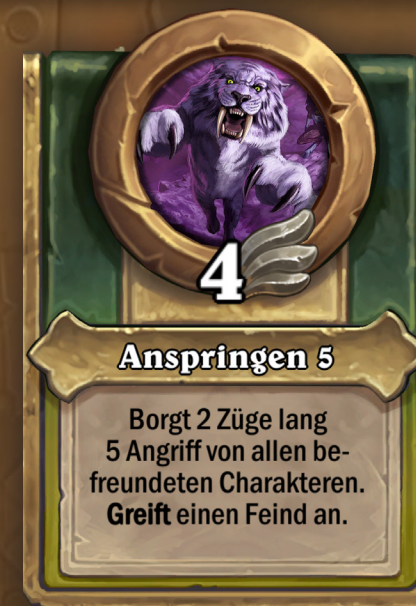 4
Anspringen 5
Borgt 2 Züge lang
5 Angriff von allen be-
freundeten Charakteren.
Greift einen Feind an.